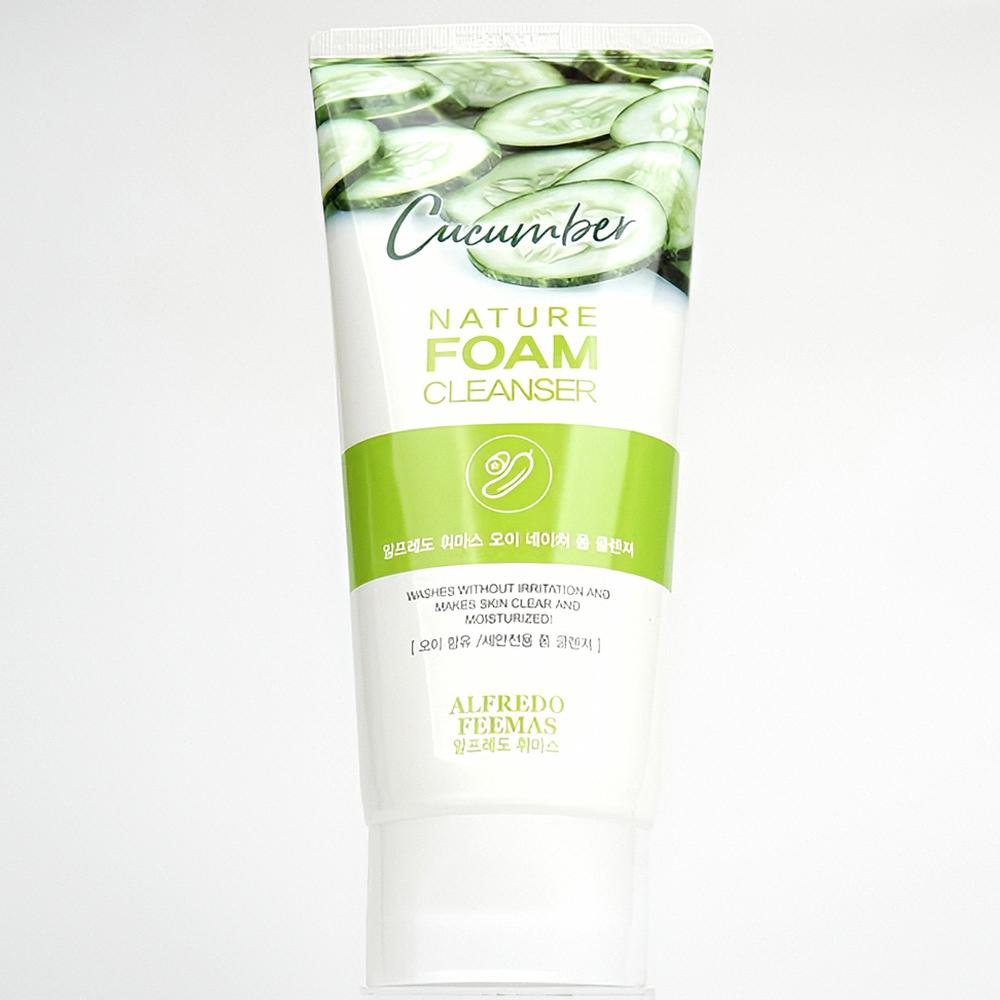 Cucumber
NATURE
FOAM
CLEANSER
알프레도 휘마스 오이 네이처 폼 클렌저
WASHES WITHOUT IRRITATION AND
MAKES SKIN CLEAR AND
MOISTURIZED!
[ 오이 함유 /세안전용 폼 클렌저 ]
ALFREDO
FEEMAS
알프레도 휘마스